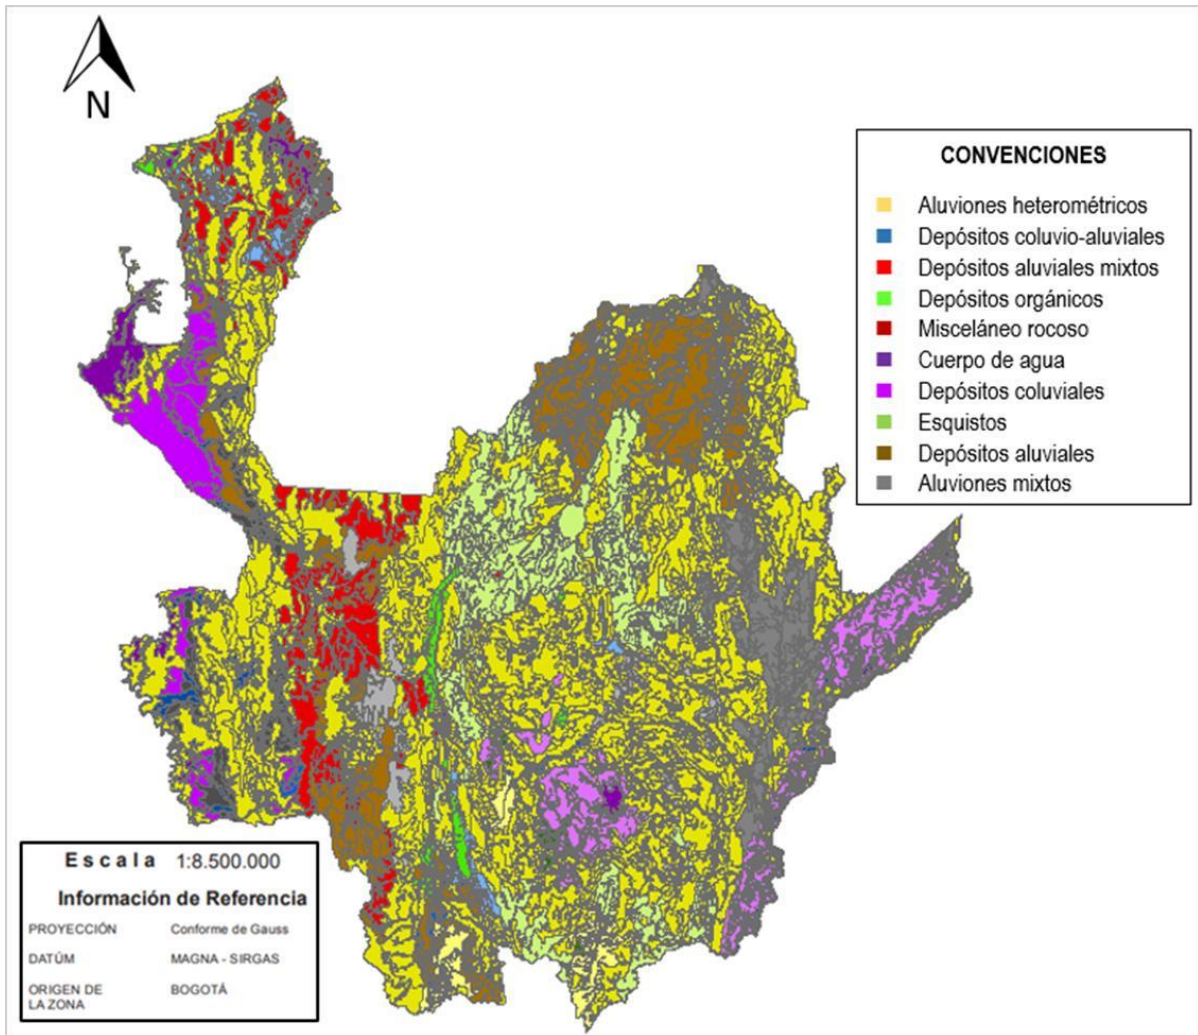 N
CONVENCIONES
Aluviones heterométricos
Depósitos coluvio-aluviales
Depósitos aluviales mixtos
Depósitos orgánicos
Misceláneo rocoso
Cuerpo de agua
Depósitos coluviales
Esquistos
Depósitos aluviales
Aluviones mixtos
Escala 1:8.500.000
Información de Referencia
PROYECCIÓN Conforme de Gauss
DATÚM MAGNA - SIRGAS
ORIGEN DE BOGOTÁ
LA ZONA